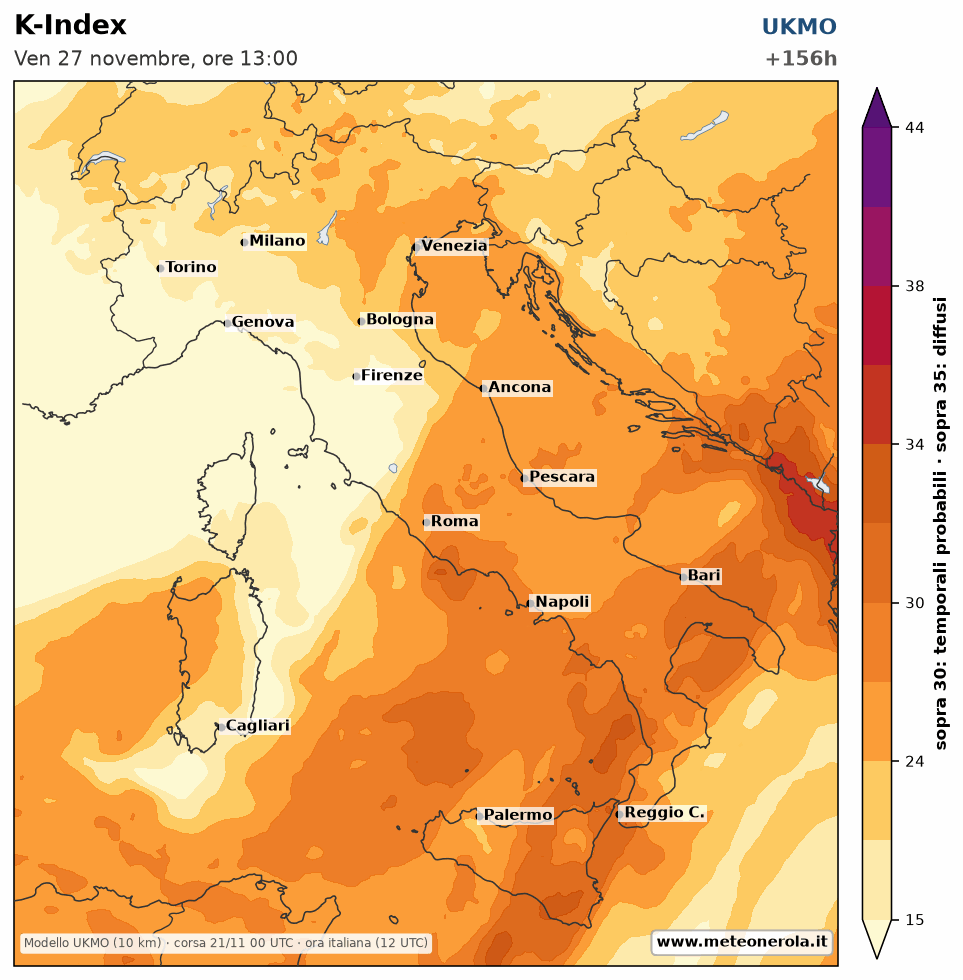 K-Index
UKMO
Ven 27 novembre, ore 13:00
+156h
Milano
Venezia
Torino
Genova
Bologna
Firenze
Ancona
Pescara
Roma
Bari
Napoli
Cagliari
Palermo
Reggio C.
44
38
34
30
24
15
sopra 30: temporali probabili · sopra 35: diffusi
Modello UKMO (10 km) · corsa 21/11 00 UTC · ora italiana (12 UTC)
www.meteonerola.it